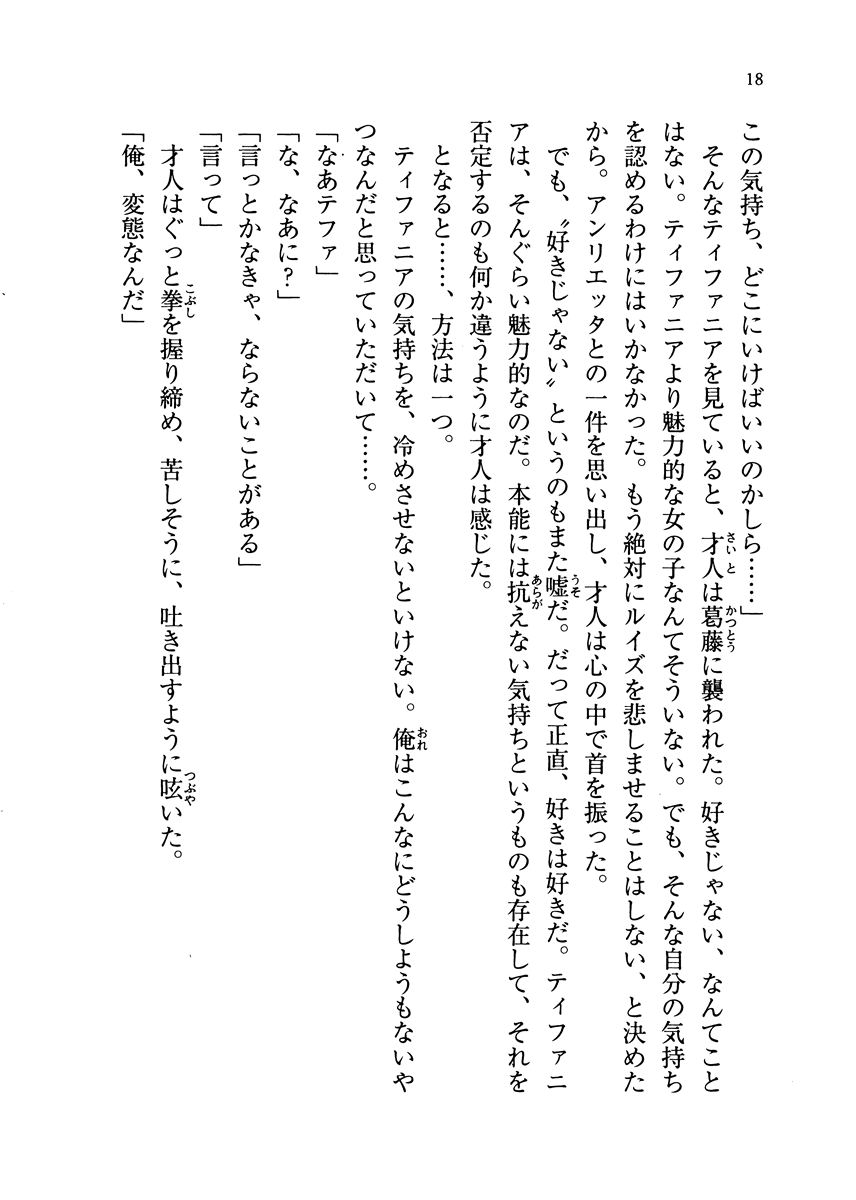 18
この気持ち、どこにいけばいいのかしら……」
　そんなティファニアを見ていると、才人は葛藤に襲われた。好きじゃない、なんてこと
はない。ティファニアより魅力的な女の子なんてそういない。でも、そんな自分の気持ち
を認めるわけにはいかなかった。もう絶対にルイズを悲しませることはしない、と決めた
から。アンリエッタとの一件を思い出し、才人は心の中で首を振った。
　でも、〝好きじゃない〟というのもまた嘘だ。だって正直、好きは好きだ。ティファニ
アは、そんぐらい魅力的なのだ。本能には抗えない気持ちというものも存在して、それを
否定するのも何か違うように才人は感じた。
　となると……、方法は一つ。
　ティファニアの気持ちを、冷めさせないといけない。俺はこんなにどうしようもないや
つなんだと思っていただいて……。
「なあテファ」
「な、なあに？」
「言っとかなきゃ、ならないことがある」
「言って」
　才人はぐっと拳を握り締め、苦しそうに、吐き出すように呟いた。
「俺、変態なんだ」